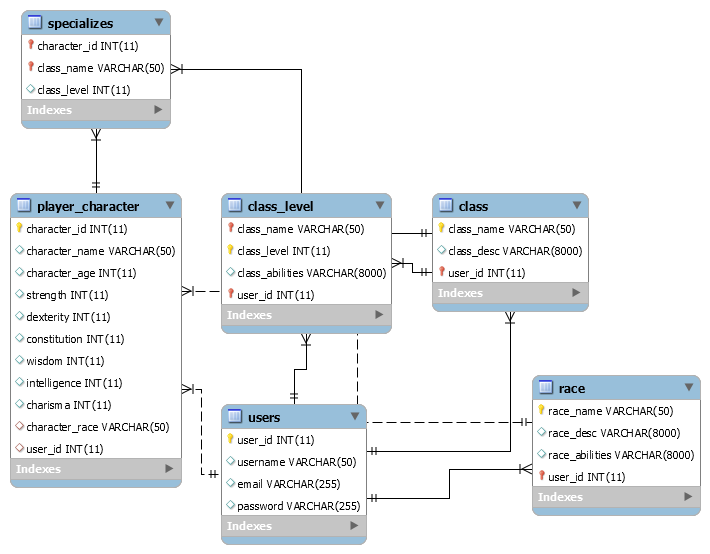 specializes
character_id INT(11)
class_name VARCHAR(50)
class_level INT(11)
Indexes
player_character
character_id INT(11)
character_name VARCHAR(50)
character_age INT(11)
strength INT(11)
dexterity INT(11)
constitution INT(11)
wisdom INT(11)
intelligence INT(11)
charisma INT(11)
character_race VARCHAR(50)
user_id INT(11)
Indexes
class_level
class_name VARCHAR(50)
class_level INT(11)
class_abilities VARCHAR(8000)
user_id INT(11)
Indexes
class
class_name VARCHAR(50)
class_desc VARCHAR(8000)
user_id INT(11)
Indexes
users
user_id INT(11)
username VARCHAR(50)
email VARCHAR(255)
password VARCHAR(255)
Indexes
race
race_name VARCHAR(50)
race_desc VARCHAR(8000)
race_abilities VARCHAR(8000)
user_id INT(11)
Indexes